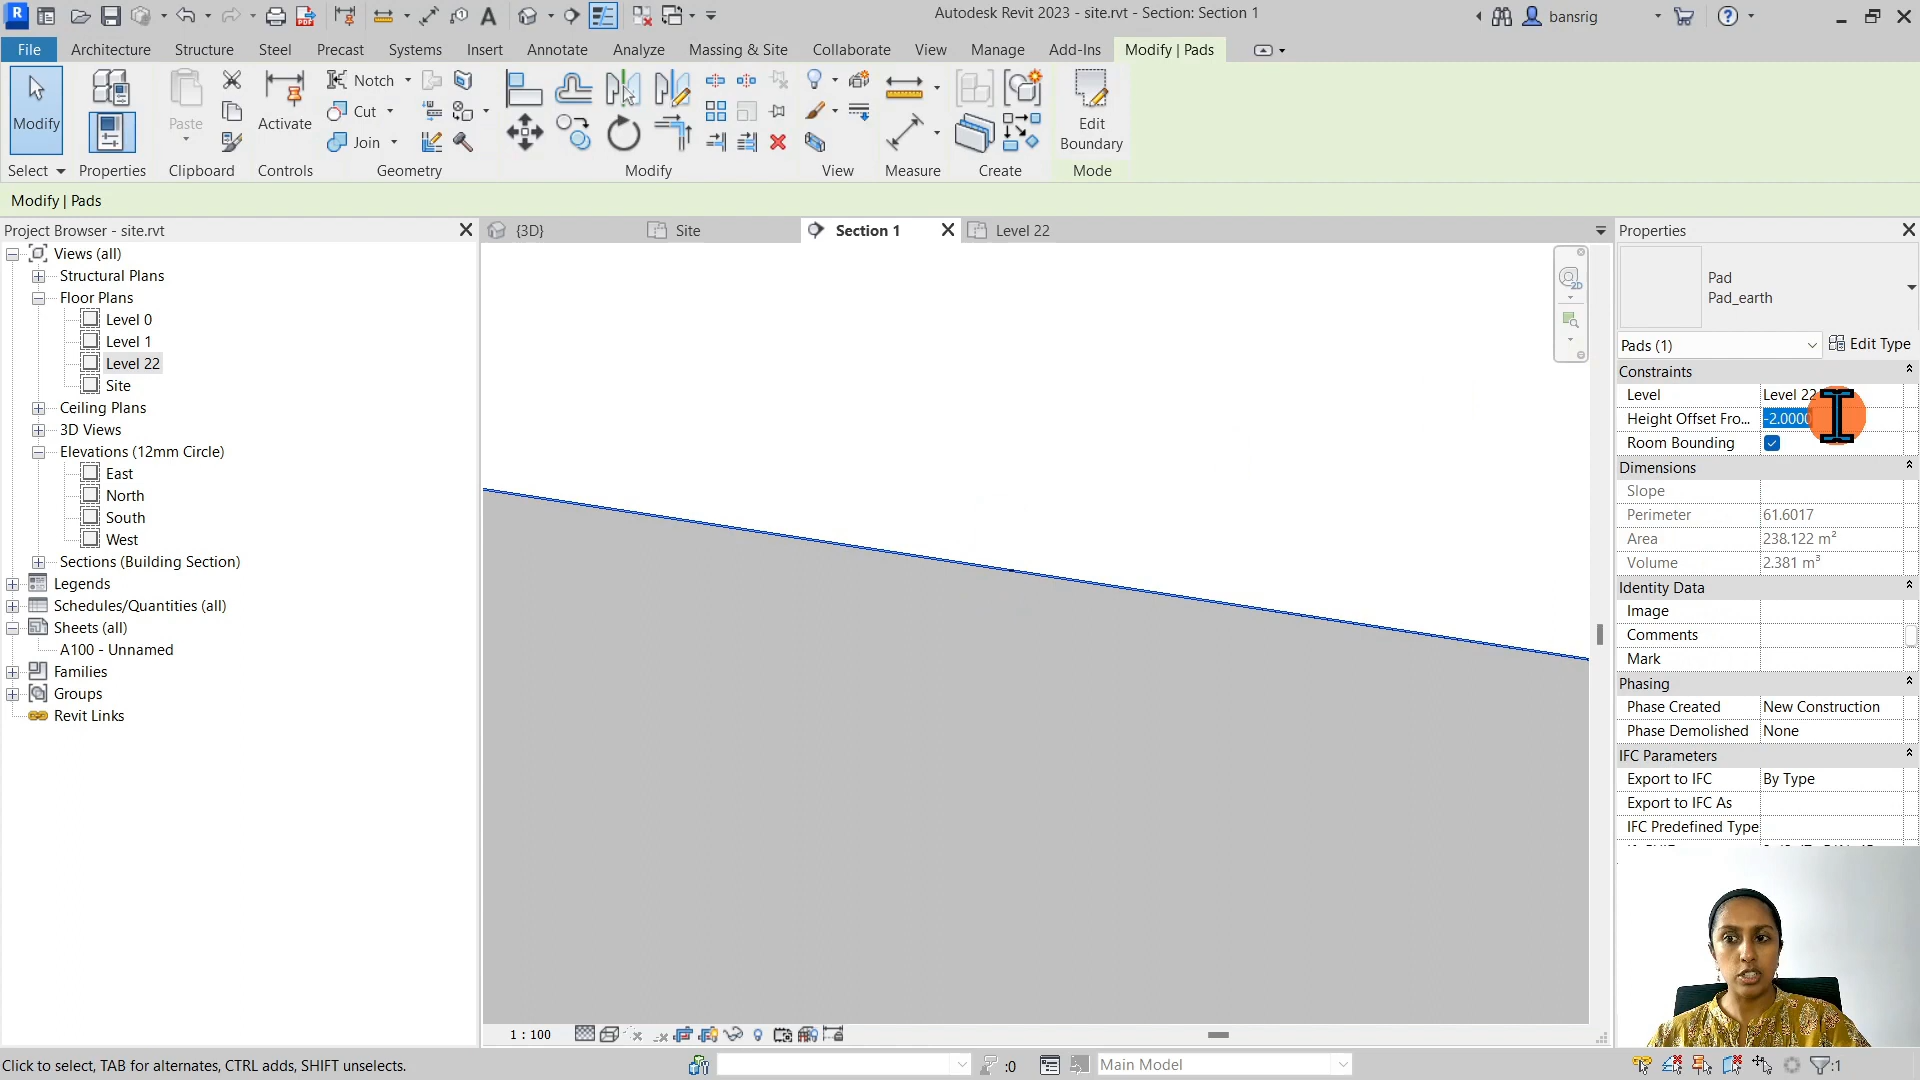 Autodesk Revit 2023 - site.rvt - Section: Section 1
bansrig
File
Architecture
Structure
Steel
Precast
Systems
Insert
Annotate
Analyze
Massing & Site
Collaborate
View
Manage
Add-Ins
Modify | Pads
Modify
Paste
Activate
Notch
Cut
Join
Edit
Boundary
Select
Properties
Clipboard
Controls
Geometry
Modify
View
Measure
Create
Mode
Modify | Pads
Project Browser - site.rvt
Views (all)
Structural Plans
Floor Plans
Level 0
Level 1
Level 22
Site
Ceiling Plans
3D Views
Elevations (12mm Circle)
East
North
South
West
Sections (Building Section)
Legends
Schedules/Quantities (all)
Sheets (all)
A100 - Unnamed
Families
Groups
Revit Links
{3D}
Site
Section 1
Level 22
2D
1 : 100
Properties
Pad
Pad_earth
Pads (1)
Edit Type
Constraints
Level Level 22
Height Offset Fro... -2.0000
Room Bounding
Dimensions
Slope
Perimeter 61.6017
Area 238.122 m²
Volume 2.381 m³
Identity Data
Image
Comments
Mark
Phasing
Phase Created New Construction
Phase Demolished None
IFC Parameters
Export to IFC By Type
Export to IFC As
IFC Predefined Type
Click to select, TAB for alternates, CTRL adds, SHIFT unselects.
:0
Main Model
:1